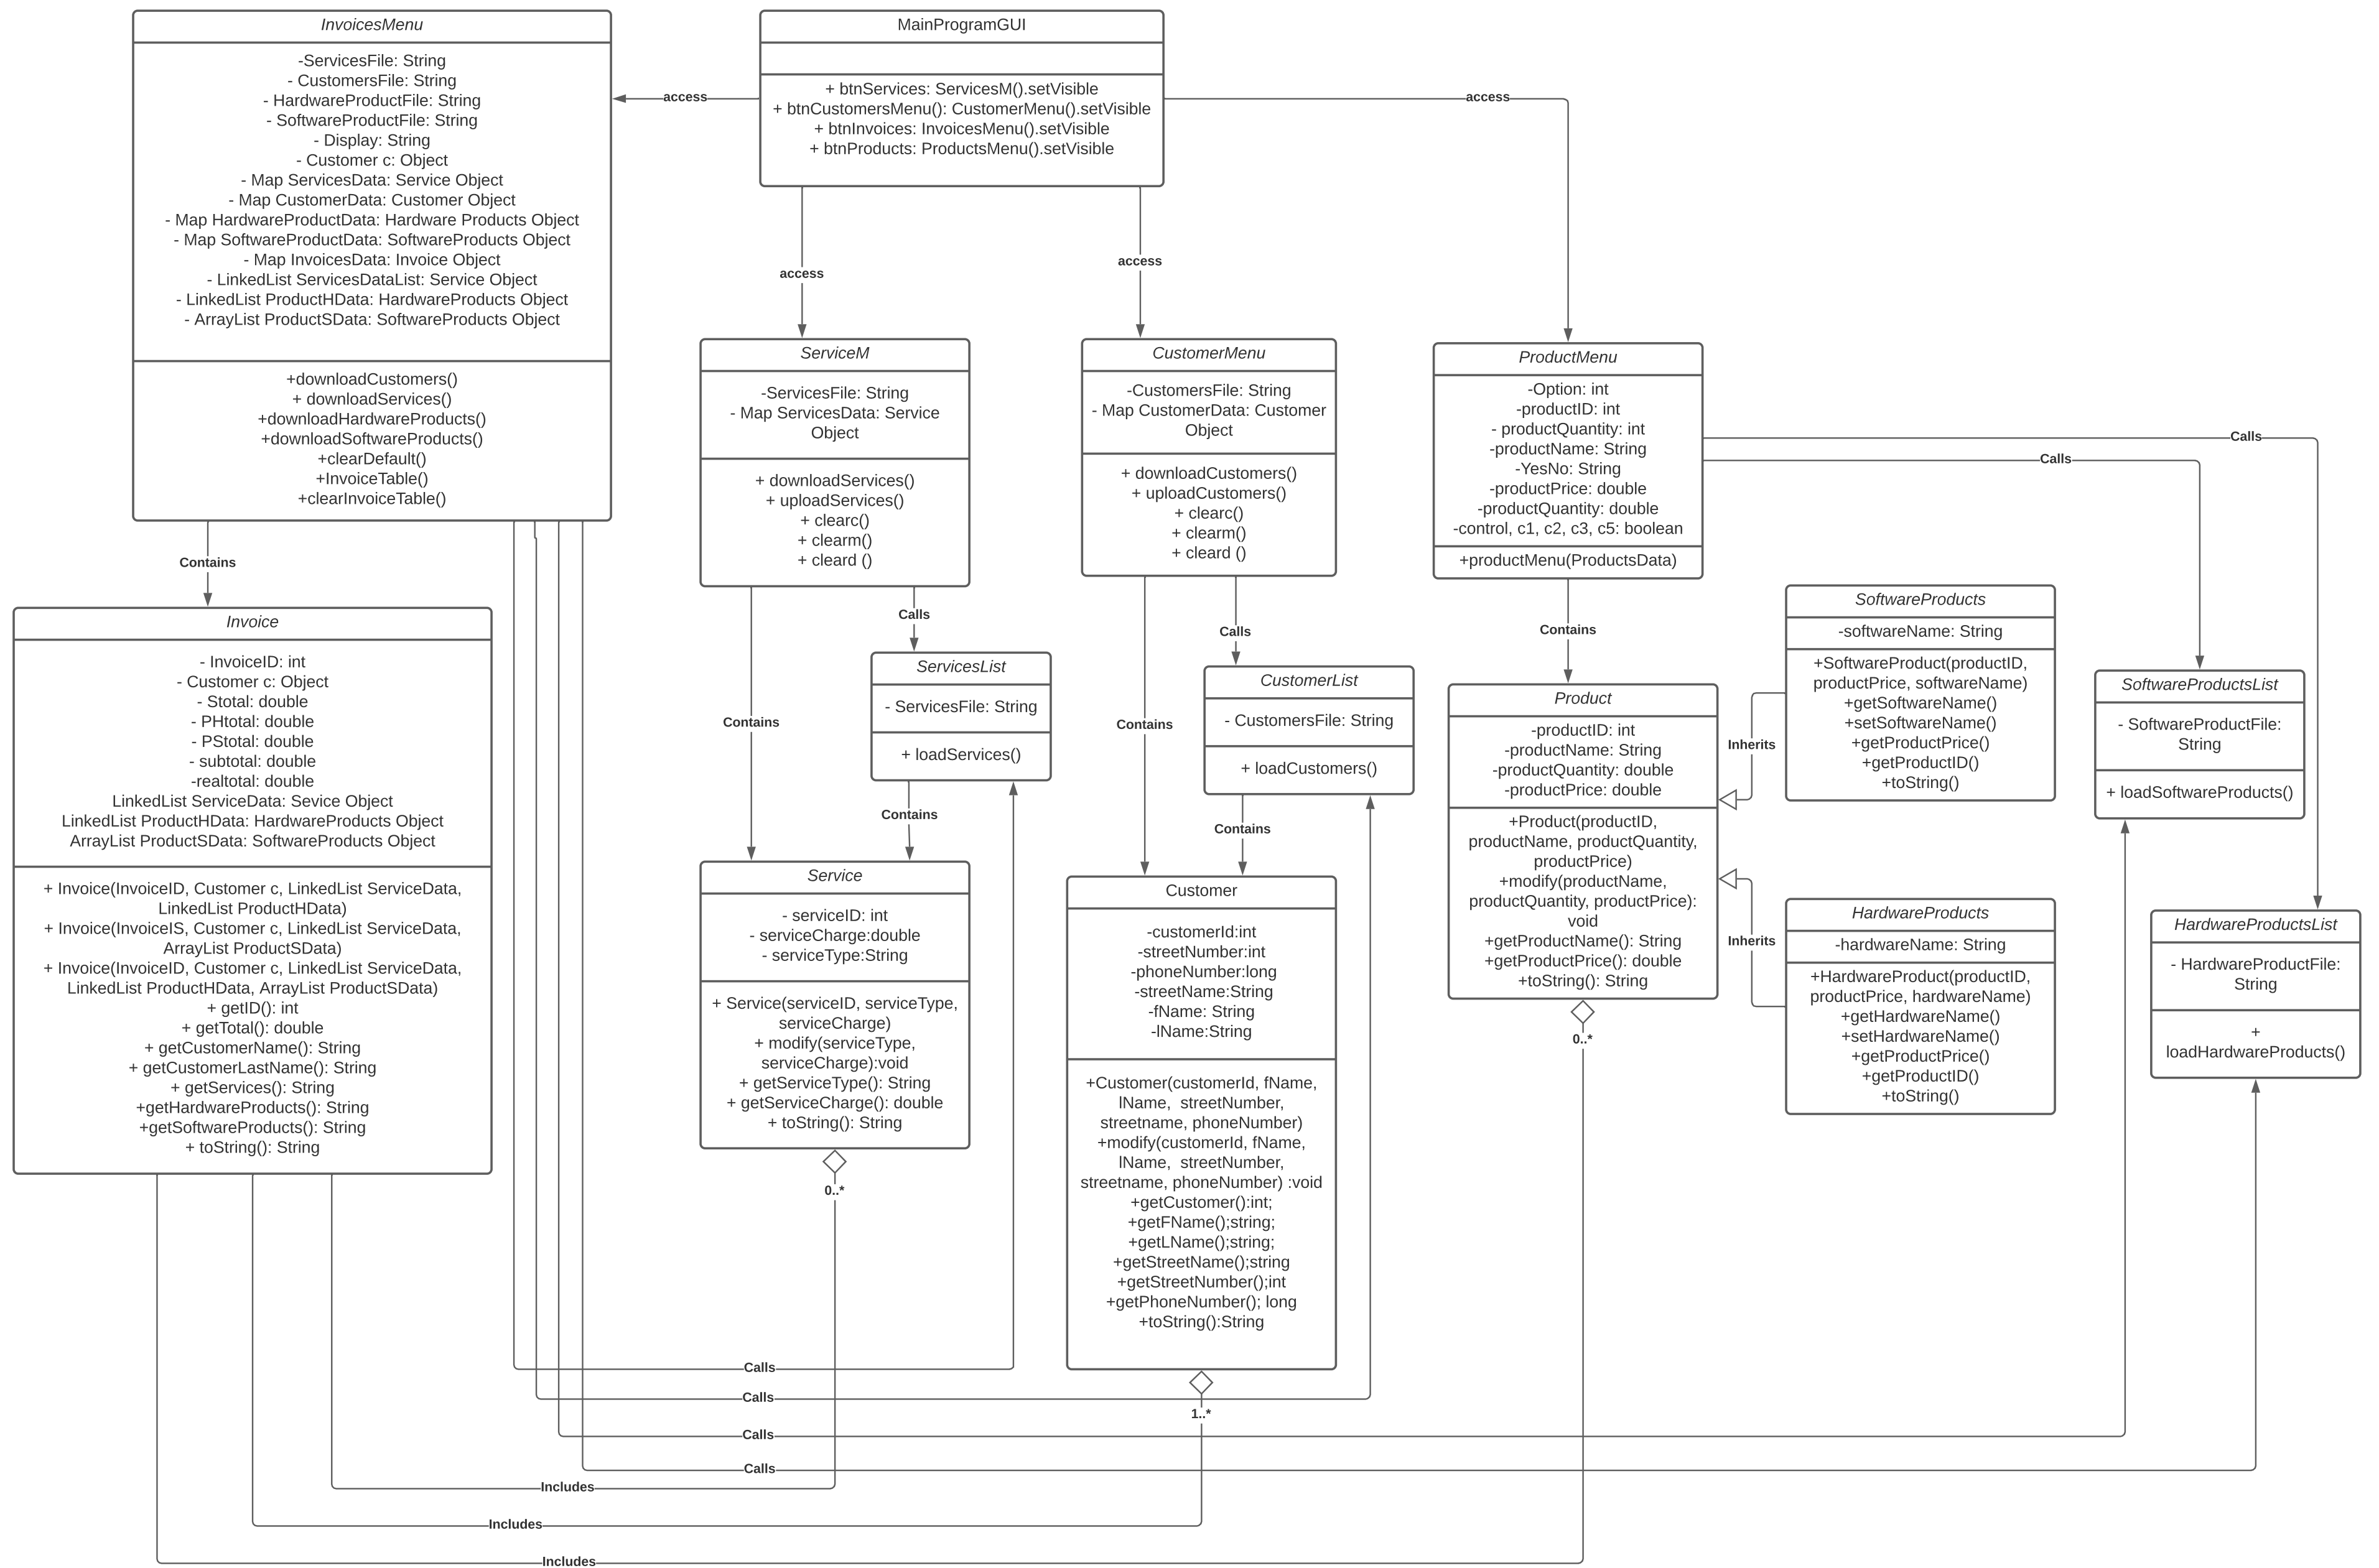 InvoicesMenu
-ServicesFile: String
- CustomersFile: String
- HardwareProductFile: String
- SoftwareProductFile: String
- Display: String
- Customer c: Object
- Map ServicesData: Service Object
- Map CustomerData: Customer Object
- Map HardwareProductData: Hardware Products Object
- Map SoftwareProductData: SoftwareProducts Object
- Map InvoicesData: Invoice Object
- LinkedList ServicesDataList: Service Object
- LinkedList ProductHData: HardwareProducts Object
- ArrayList ProductSData: SoftwareProducts Object
+downloadCustomers()
+ downloadServices()
+downloadHardwareProducts()
+downloadSoftwareProducts()
+clearDefault()
+InvoiceTable()
+clearInvoiceTable()
access
MainProgramGUI
+ btnServices: ServicesM().setVisible
+ btnCustomersMenu(): CustomerMenu().setVisible
+ btnInvoices: InvoicesMenu().setVisible
+ btnProducts: ProductsMenu().setVisible
access
access
access
ServiceM
-ServicesFile: String
- Map ServicesData: Service
Object
+ downloadServices()
+ uploadServices()
+ clearc()
+ clearm()
+ cleard ()
CustomerMenu
-CustomersFile: String
- Map CustomerData: Customer
Object
+ downloadCustomers()
+ uploadCustomers()
+ clearc()
+ clearm()
+ cleard ()
ProductMenu
-Option: int
-productID: int
- productQuantity: int
-productName: String
-YesNo: String
-productPrice: double
-productQuantity: double
-control, c1, c2, c3, c5: boolean
+productMenu(ProductsData)
Calls
Calls
Contains
Invoice
- InvoiceID: int
- Customer c: Object
- Stotal: double
- PHtotal: double
- PStotal: double
- subtotal: double
-realtotal: double
LinkedList ServiceData: Sevice Object
LinkedList ProductHData: HardwareProducts Object
ArrayList ProductSData: SoftwareProducts Object
+ Invoice(InvoiceID, Customer c, LinkedList ServiceData,
LinkedList ProductHData)
+ Invoice(InvoiceIS, Customer c, LinkedList ServiceData,
ArrayList ProductSData)
+ Invoice(InvoiceID, Customer c, LinkedList ServiceData,
LinkedList ProductHData, ArrayList ProductSData)
+ getID(): int
+ getTotal(): double
+ getCustomerName(): String
+ getCustomerLastName(): String
+ getServices(): String
+getHardwareProducts(): String
+getSoftwareProducts(): String
+ toString(): String
Contains
Calls
ServicesList
- ServicesFile: String
+ loadServices()
Contains
Service
- serviceID: int
- serviceCharge:double
- serviceType:String
+ Service(serviceID, serviceType,
serviceCharge)
+ modify(serviceType,
serviceCharge):void
+ getServiceType(): String
+ getServiceCharge(): double
+ toString(): String
0..*
Contains
Calls
CustomerList
- CustomersFile: String
+ loadCustomers()
Contains
Customer
-customerId:int
-streetNumber:int
-phoneNumber:long
-streetName:String
-fName: String
-lName:String
+Customer(customerId, fName,
lName,  streetNumber,
streetname, phoneNumber)
+modify(customerId, fName,
lName,  streetNumber,
streetname, phoneNumber) :void
+getCustomer():int;
+getFName();string;
+getLName();string;
+getStreetName();string
+getStreetNumber();int
+getPhoneNumber(); long
+toString():String
1..*
Contains
Product
-productID: int
-productName: String
-productQuantity: double
-productPrice: double
+Product(productID,
productName, productQuantity,
productPrice)
+modify(productName,
productQuantity, productPrice):
void
+getProductName(): String
+getProductPrice(): double
+toString(): String
0..*
Inherits
Inherits
SoftwareProducts
-softwareName: String
+SoftwareProduct(productID,
productPrice, softwareName)
+getSoftwareName()
+setSoftwareName()
+getProductPrice()
+getProductID()
+toString()
HardwareProducts
-hardwareName: String
+HardwareProduct(productID,
productPrice, hardwareName)
+getHardwareName()
+setHardwareName()
+getProductPrice()
+getProductID()
+toString()
SoftwareProductsList
- SoftwareProductFile:
String
+ loadSoftwareProducts()
HardwareProductsList
- HardwareProductFile:
String
+
loadHardwareProducts()
Calls
Calls
Calls
Calls
Includes
Includes
Includes